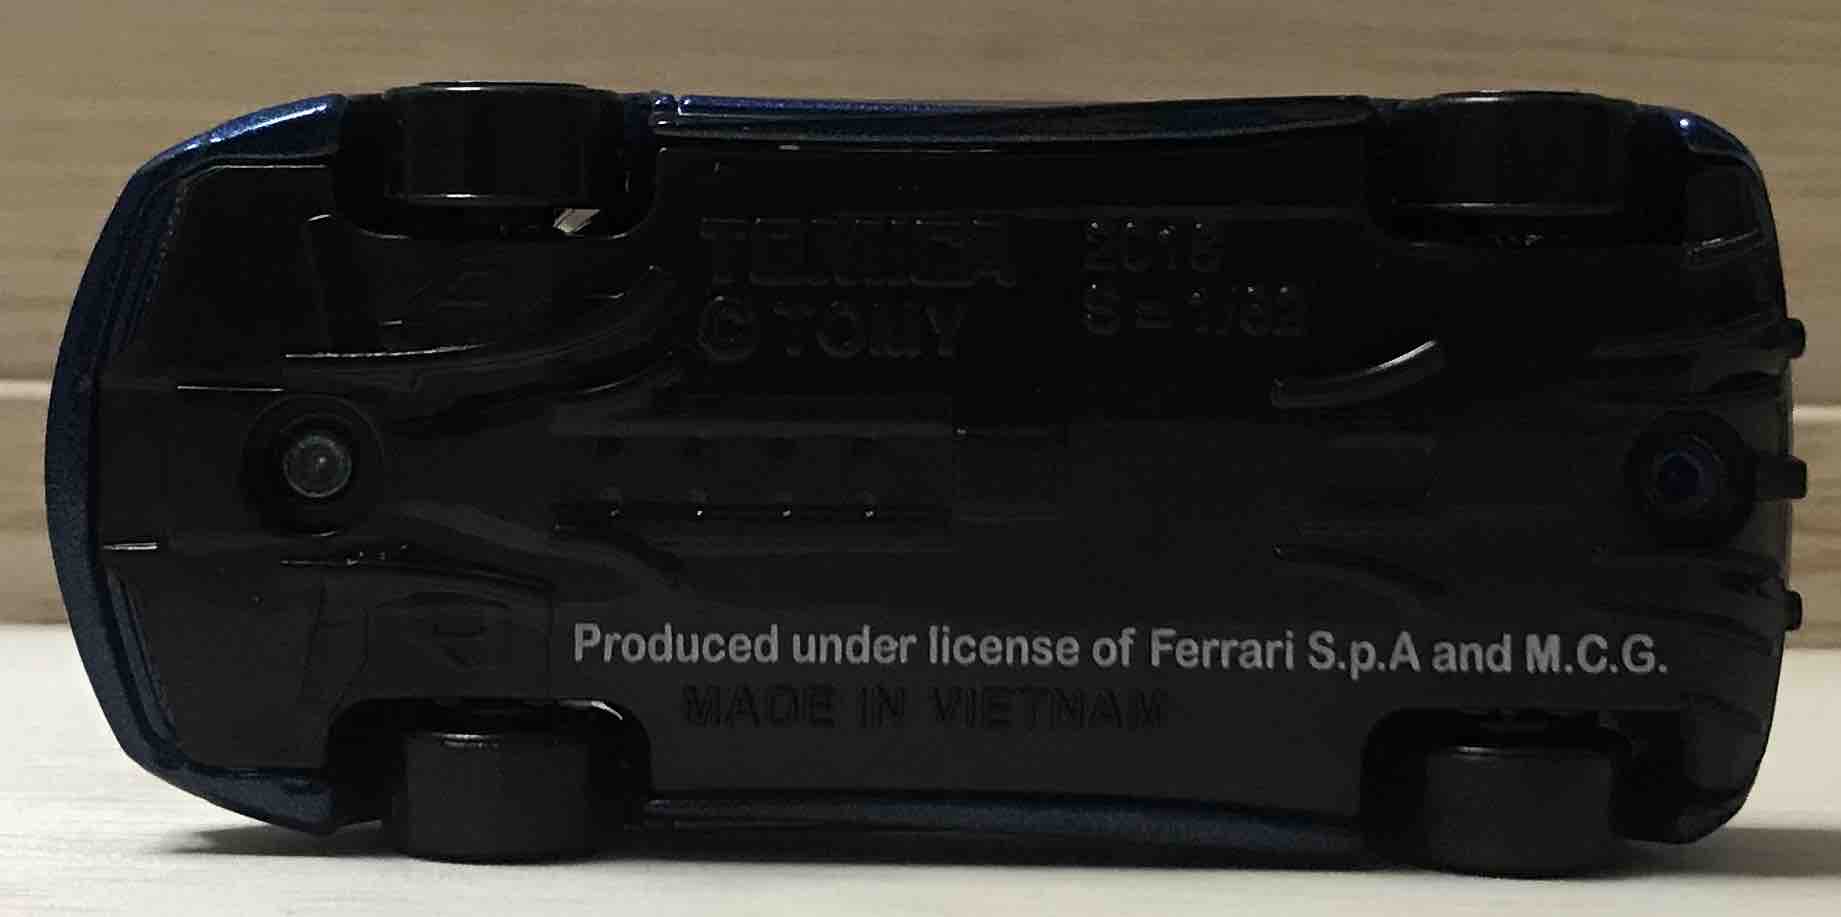 TOMICA 2018
© TOMY S=1/62
Produced under license of Ferrari S.p.A and M.C.G.
MADE IN VIETNAM